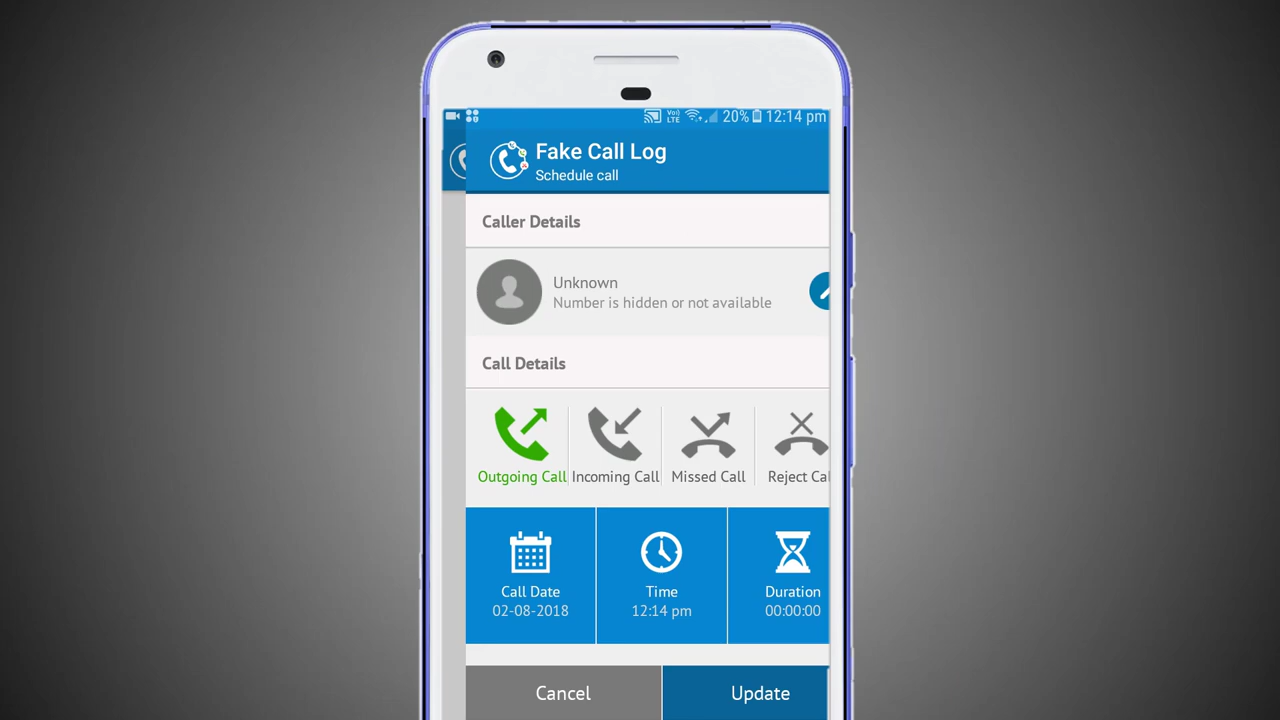 Vo)) LTE 20% 12:14 pm
Fake Call Log
Schedule call
Caller Details
Unknown
Number is hidden or not available
Call Details
Outgoing Call Incoming Call Missed Call Reject Cal
Call Date Time Duration
02-08-2018 12:14 pm 00:00:00
Cancel Update